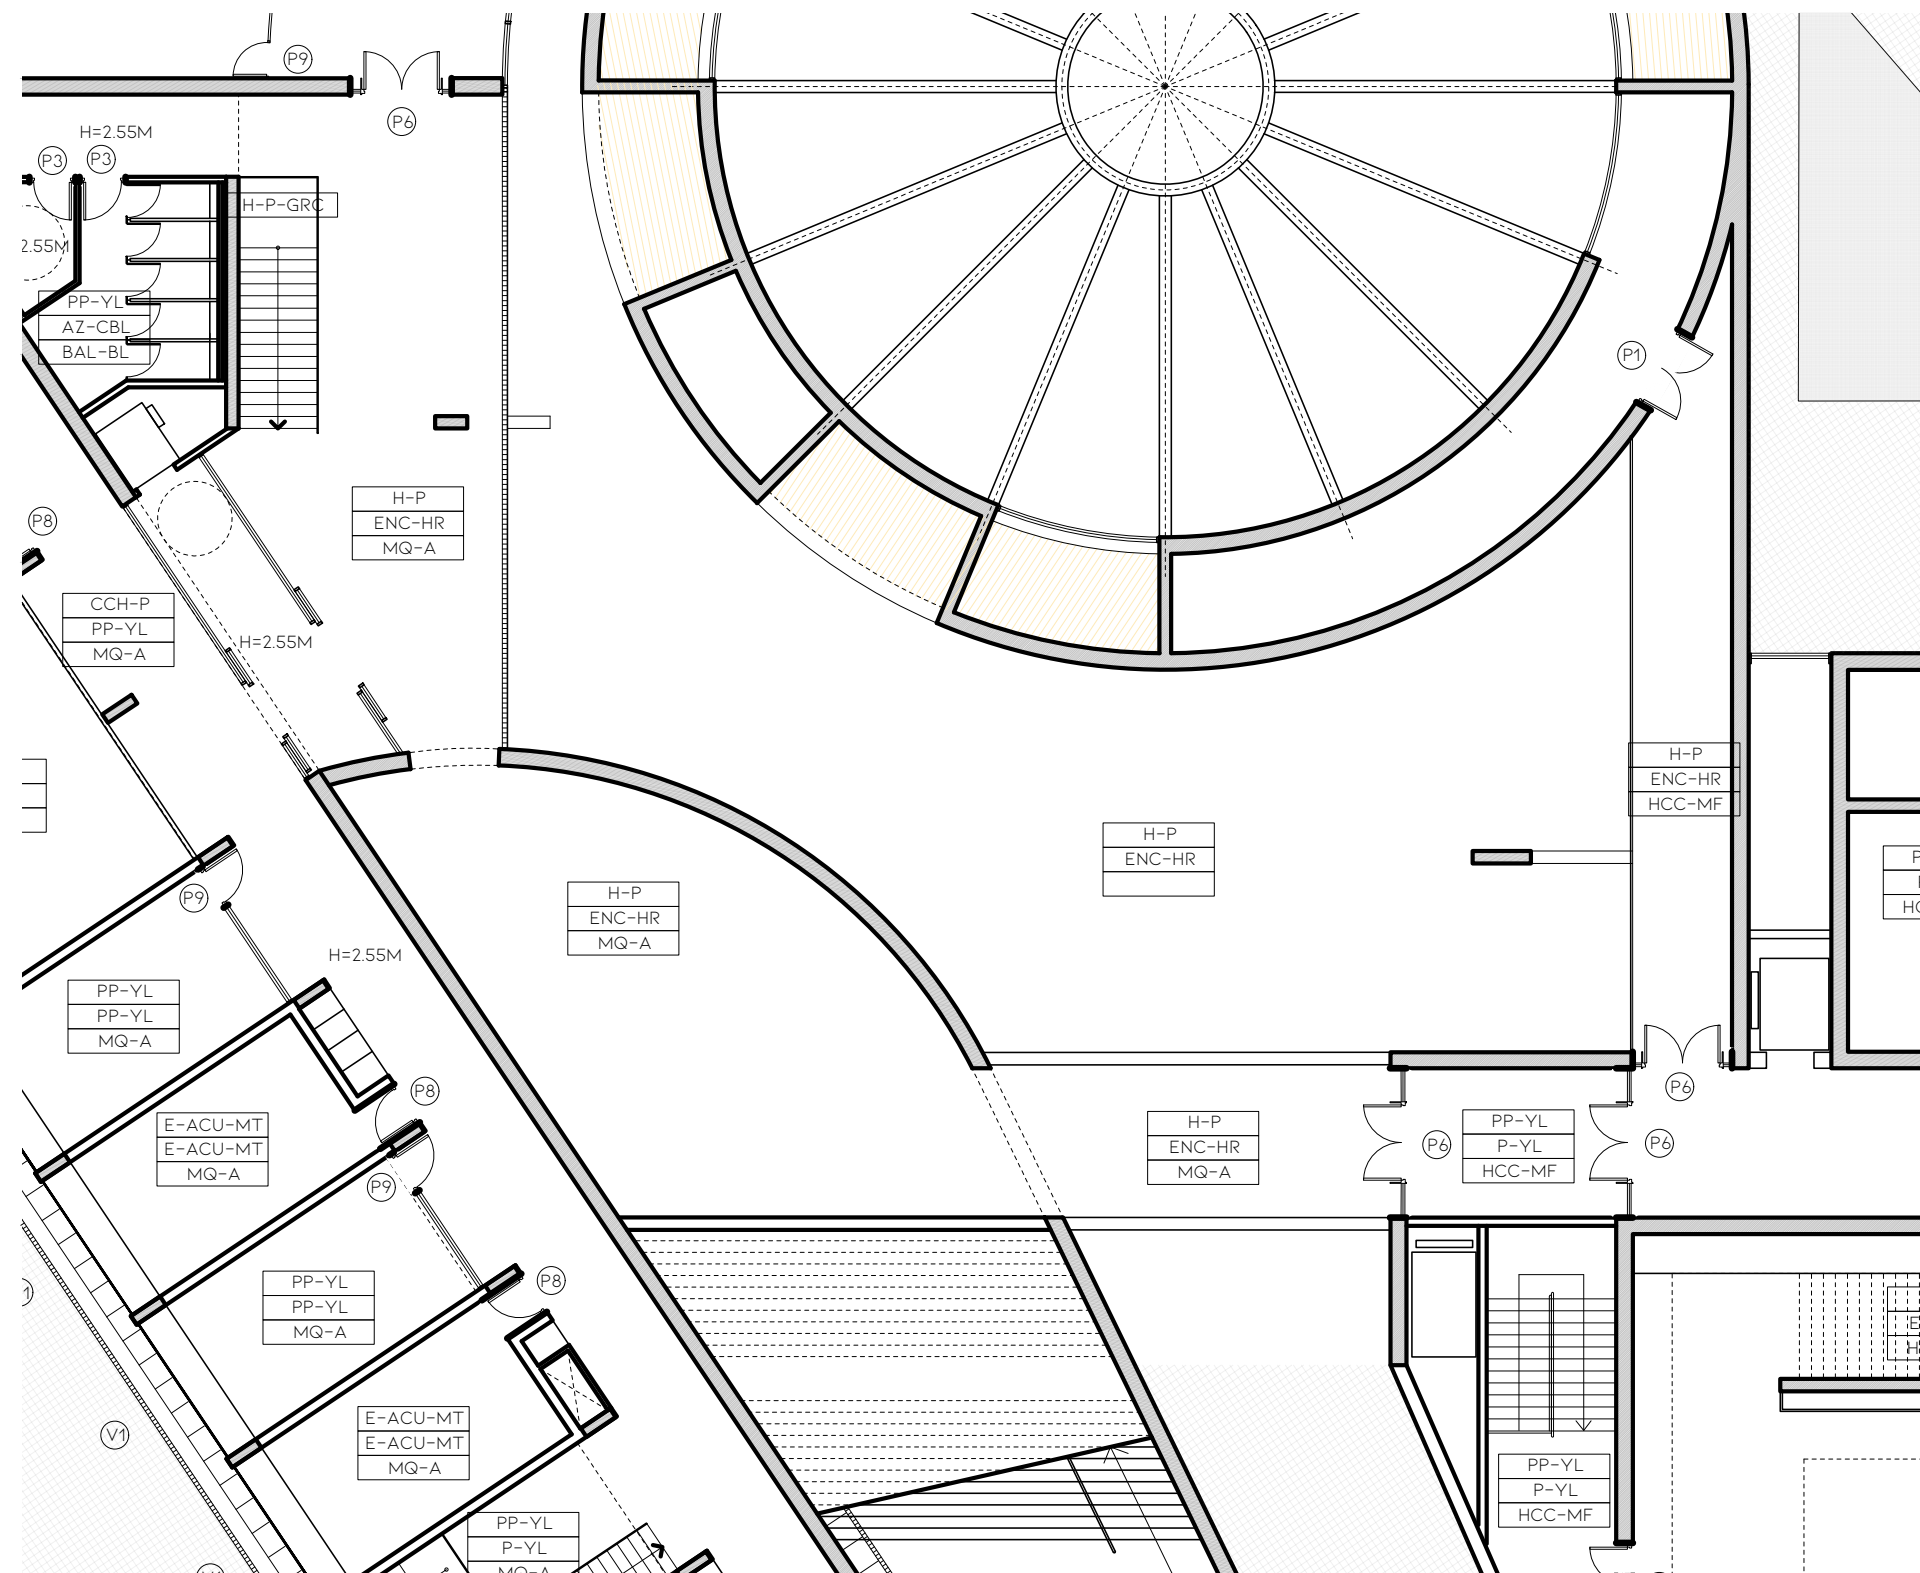 P9
P6
H=2.55M
P3
P3
H-P-GRC
2.55M
PP-YL
AZ-CBL
BAL-BL
P1
H-P
ENC-HR
MQ-A
P8
CCH-P
PP-YL
MQ-A
H=2.55M
H-P
ENC-HR
HCC-MF
H-P
ENC-HR
H-P
ENC-HR
MQ-A
P9
H=2.55M
PP-YL
PP-YL
MQ-A
P8
P6
E-ACU-MT
E-ACU-MT
MQ-A
H-P
ENC-HR
MQ-A
P6
PP-YL
P-YL
HCC-MF
P6
P9
PP-YL
PP-YL
MQ-A
P8
V1
E-ACU-MT
E-ACU-MT
MQ-A
PP-YL
P-YL
HCC-MF
PP-YL
P-YL
MQ-A